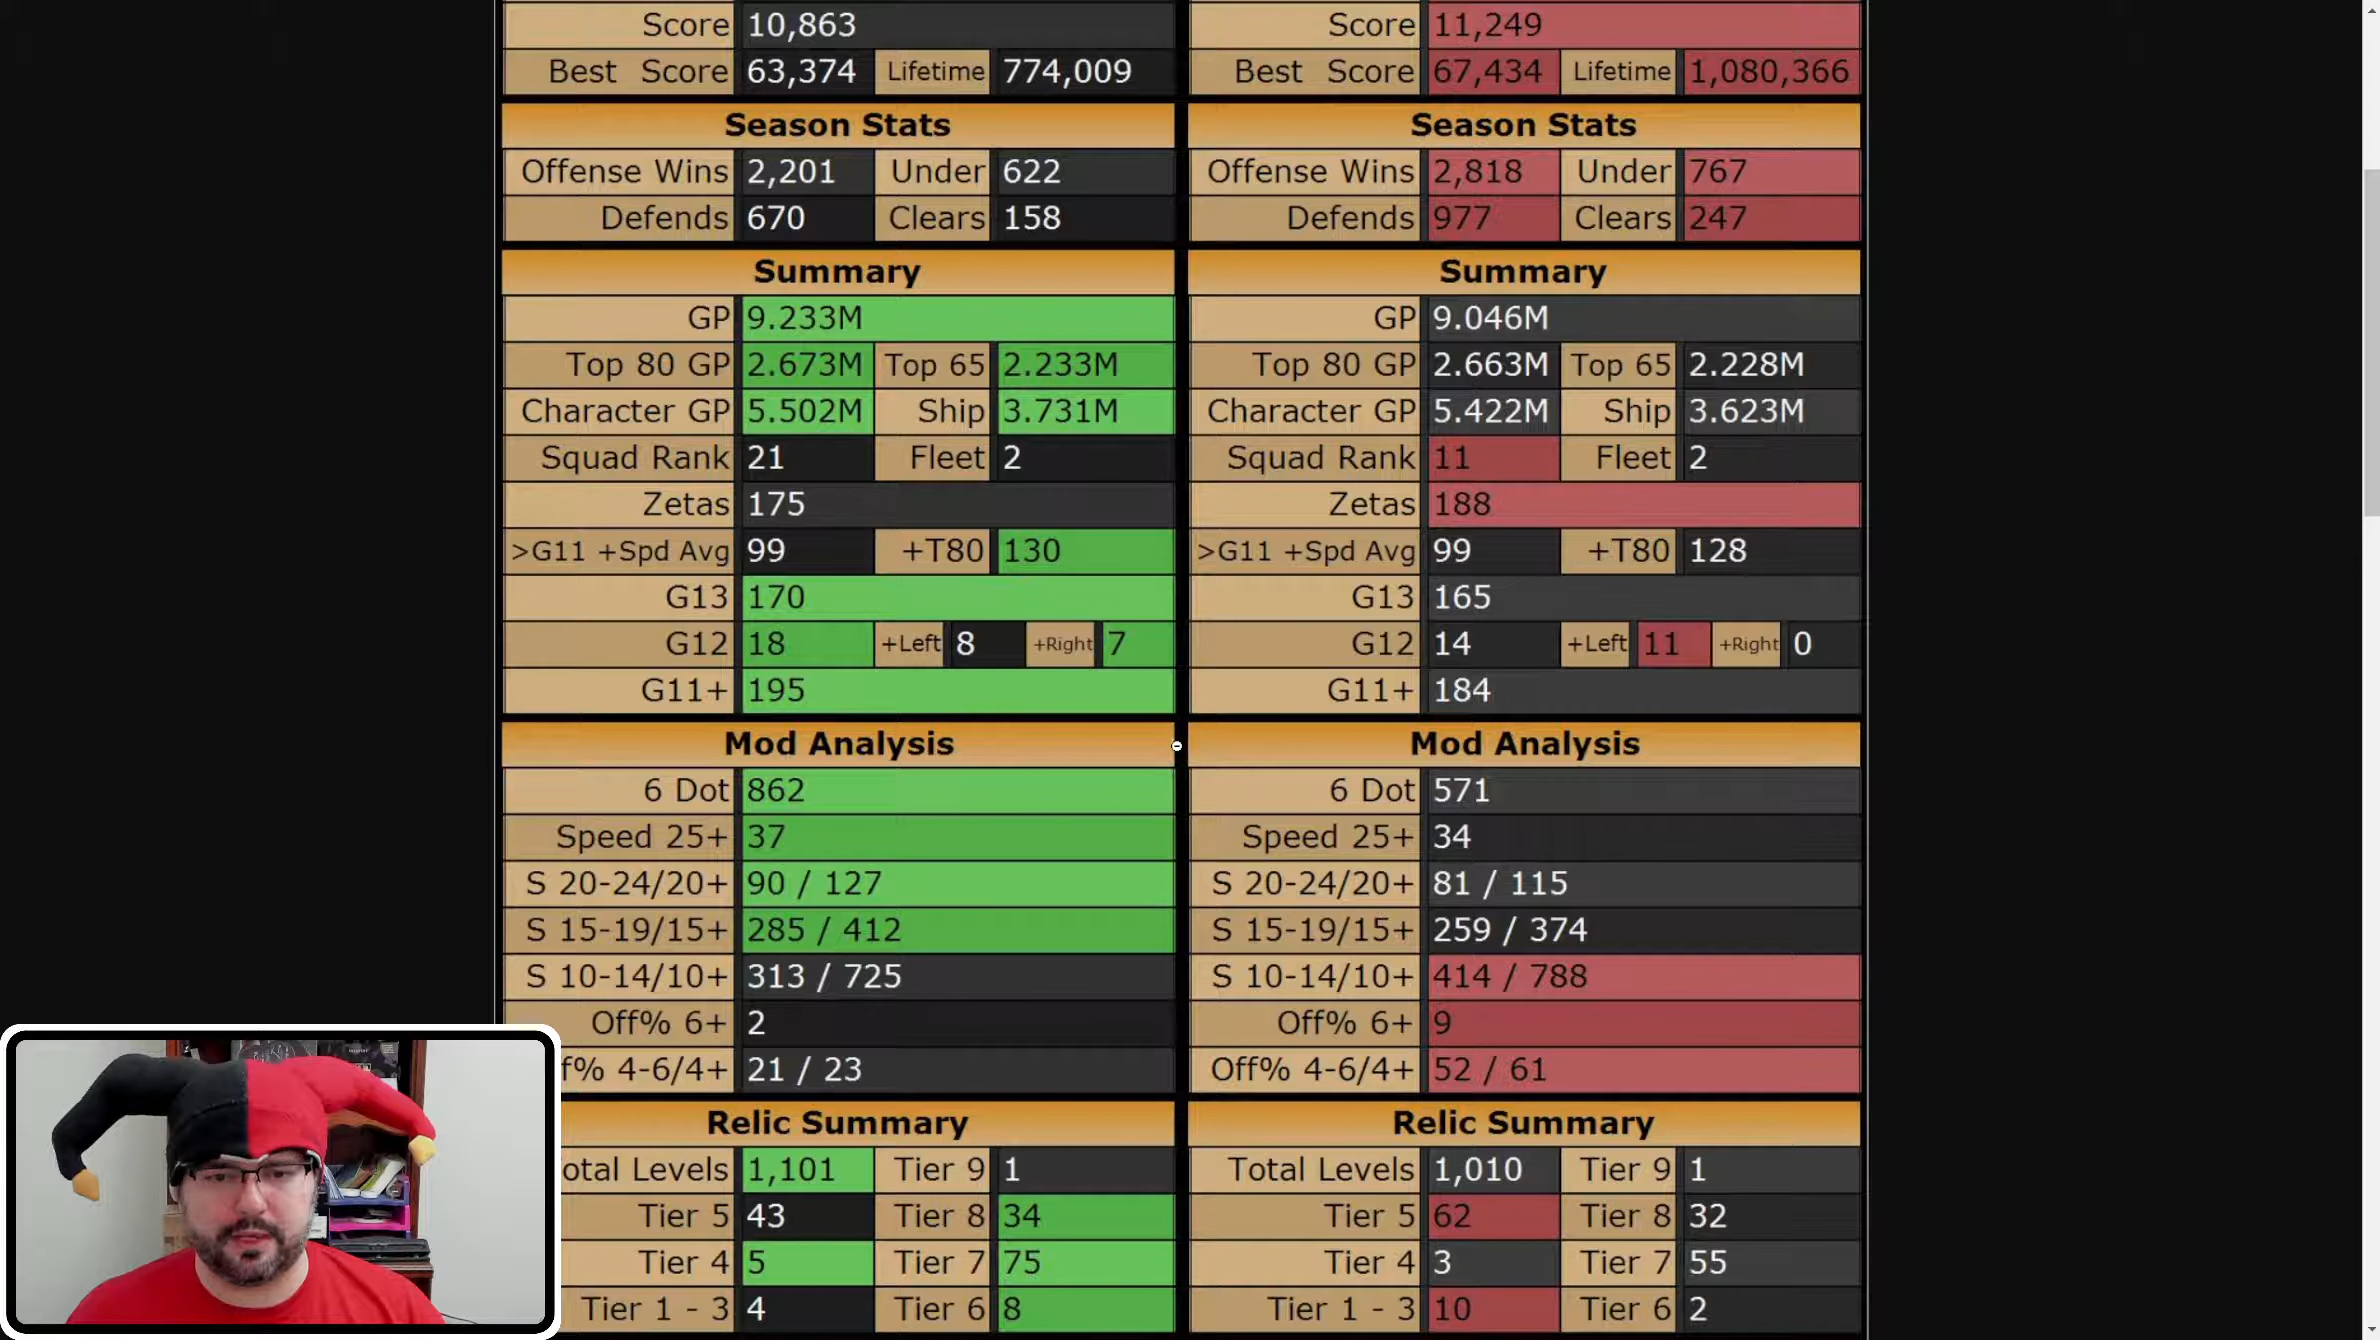 Score 10,863
Best Score 63,374 Lifetime 774,009
Season Stats
Offense Wins 2,201 Under 622
Defends 670 Clears 158
Summary
GP 9.233M
Top 80 GP 2.673M Top 65 2.233M
Character GP 5.502M Ship 3.731M
Squad Rank 21 Fleet 2
Zetas 175
>G11 +Spd Avg 99 +T80 130
G13 170
G12 18 +Left 8 +Right 7
G11+ 195
Mod Analysis
6 Dot 862
Speed 25+ 37
S 20-24/20+ 90 / 127
S 15-19/15+ 285 / 412
S 10-14/10+ 313 / 725
Off% 6+ 2
f% 4-6/4+ 21 / 23
Relic Summary
otal Levels 1,101 Tier 9 1
Tier 5 43 Tier 8 34
Tier 4 5 Tier 7 75
Tier 1 - 3 4 Tier 6 8
Score 11,249
Best Score 67,434 Lifetime 1,080,366
Season Stats
Offense Wins 2,818 Under 767
Defends 977 Clears 247
Summary
GP 9.046M
Top 80 GP 2.663M Top 65 2.228M
Character GP 5.422M Ship 3.623M
Squad Rank 11 Fleet 2
Zetas 188
>G11 +Spd Avg 99 +T80 128
G13 165
G12 14 +Left 11 +Right 0
G11+ 184
Mod Analysis
6 Dot 571
Speed 25+ 34
S 20-24/20+ 81 / 115
S 15-19/15+ 259 / 374
S 10-14/10+ 414 / 788
Off% 6+ 9
Off% 4-6/4+ 52 / 61
Relic Summary
Total Levels 1,010 Tier 9 1
Tier 5 62 Tier 8 32
Tier 4 3 Tier 7 55
Tier 1 - 3 10 Tier 6 2